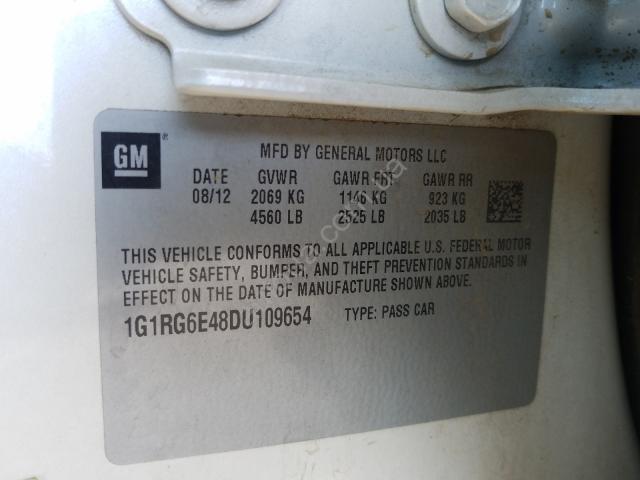 GM
MFD BY GENERAL MOTORS LLC
DATE GVWR GAWR FRT GAWR RR
08/12 2069 KG 1146 KG 923 KG
4560 LB 2525 LB 2035 LB
THIS VEHICLE CONFORMS TO ALL APPLICABLE U.S. FEDERAL MOTOR
VEHICLE SAFETY, BUMPER, AND THEFT PREVENTION STANDARDS IN
EFFECT ON THE DATE OF MANUFACTURE SHOWN ABOVE.
1G1RG6E48DU109654 TYPE: PASS CAR